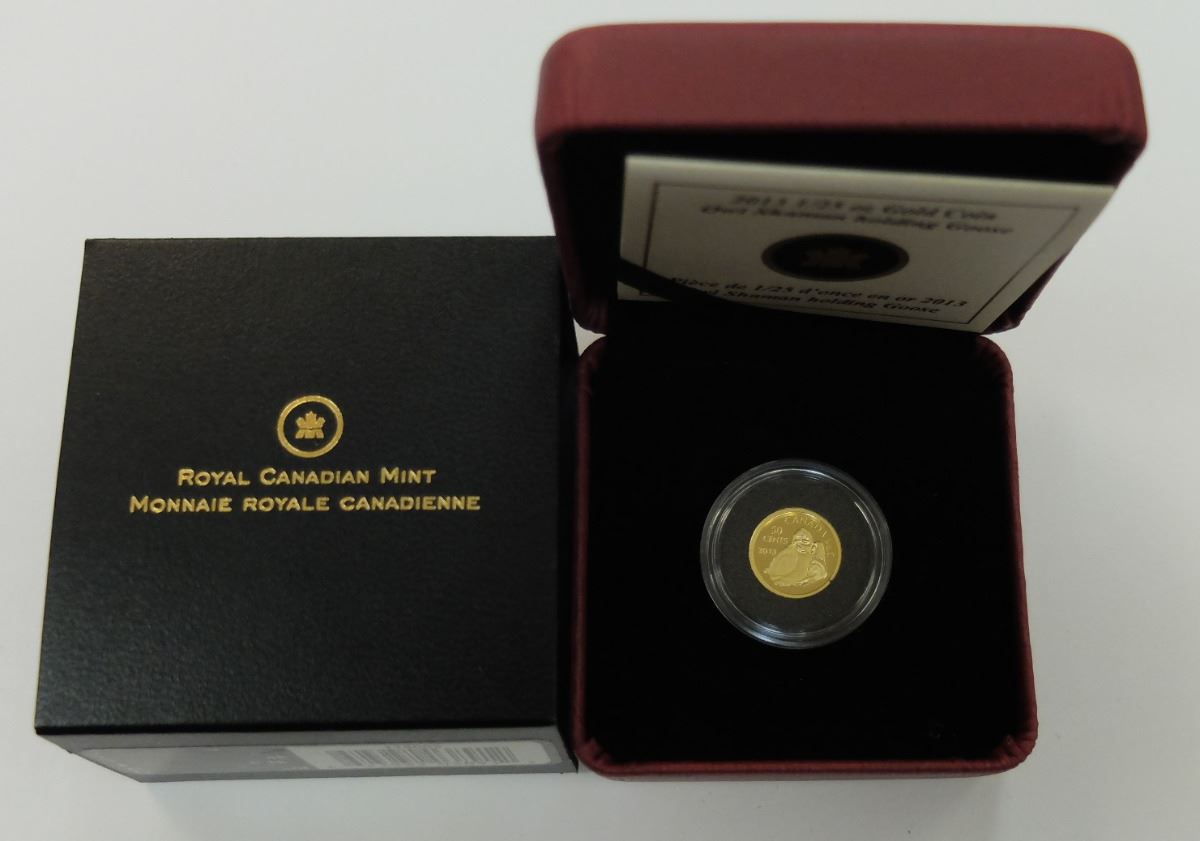 ROYAL CANADIAN MINT
MONNAIE ROYALE CANADIENNE
2013 1/25 oz Gold Coin
Owl Shaman holding Goose
Pièce de 1/25 d'once en or 2013
Shaman holding Goose
CANADA
50
CENTS
2013